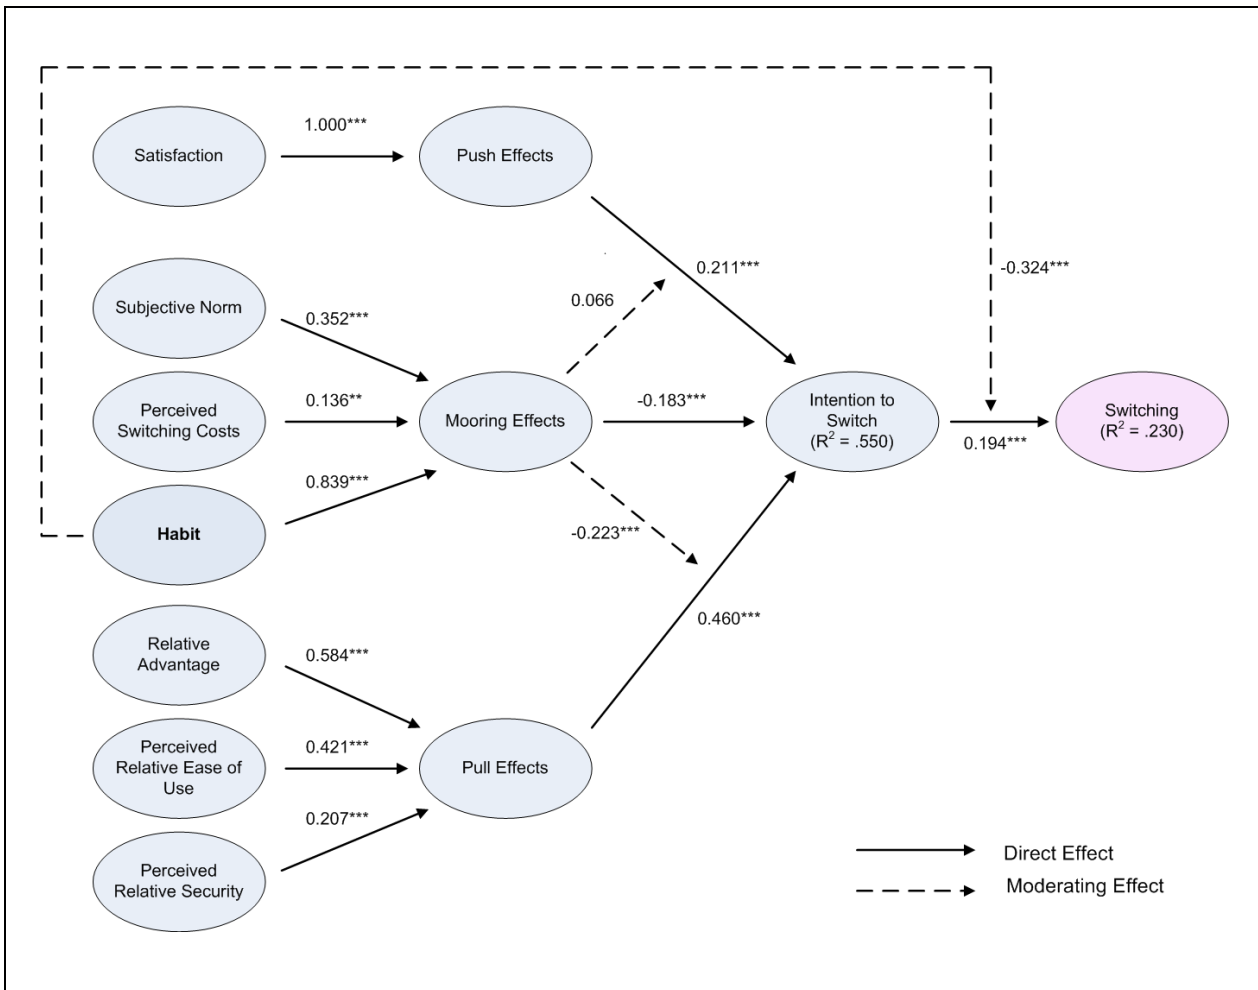 1.000***
Satisfaction
Push Effects
0.211***
-0.324***
0.066
Subjective Norm
0.352***
Perceived
Switching Costs
0.136**
Mooring Effects
-0.183***
Intention to
Switch
(R² = .550)
0.194***
Switching
(R² = .230)
0.839***
Habit
-0.223***
0.460***
Relative
Advantage
0.584***
Perceived
Relative Ease of
Use
0.421***
Pull Effects
0.207***
Perceived
Relative Security
Direct Effect
Moderating Effect